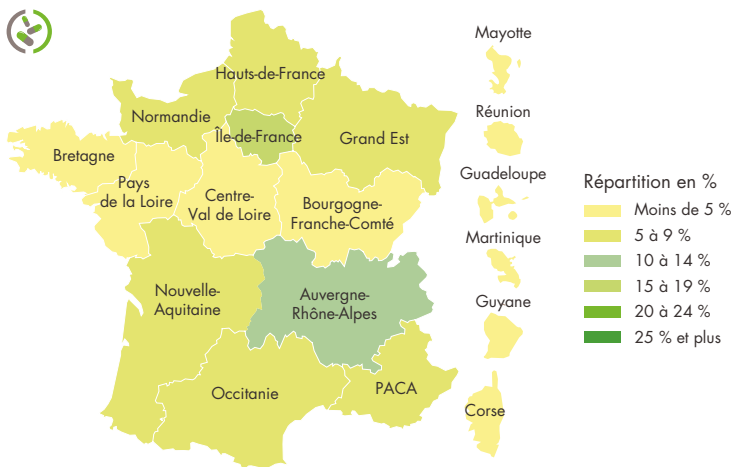 Mayotte
Hauts-de-France
Réunion
Normandie
Île-de-France
Grand Est
Bretagne
Guadeloupe
Pays
de la Loire
Centre-
Val de Loire
Bourgogne-
Franche-Comté
Martinique
Nouvelle-
Aquitaine
Auvergne-
Rhône-Alpes
Guyane
Occitanie
PACA
Corse
Répartition en %
Moins de 5 %
5 à 9 %
10 à 14 %
15 à 19 %
20 à 24 %
25 % et plus